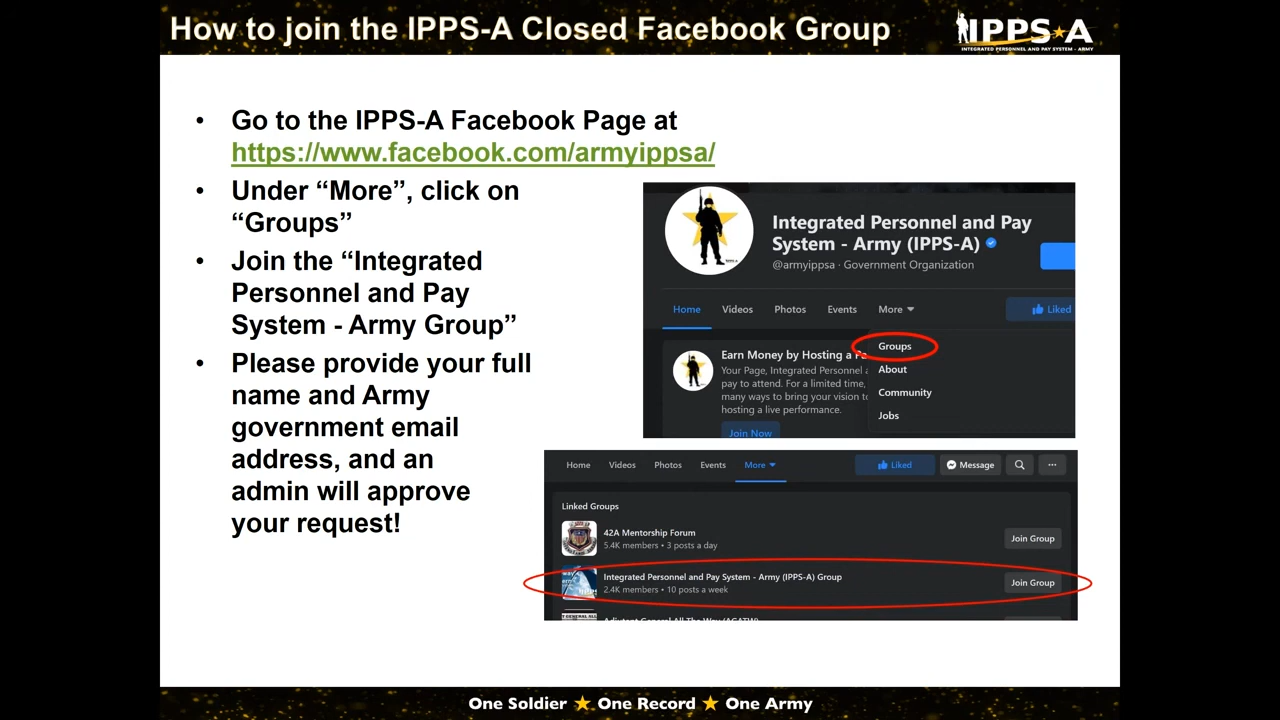 How to join the IPPS-A Closed Facebook Group
IPPS★A
INTEGRATED PERSONNEL AND PAY SYSTEM - ARMY
• Go to the IPPS-A Facebook Page at
https://www.facebook.com/armyippsa/
• Under “More”, click on
“Groups”
• Join the “Integrated
Personnel and Pay
System - Army Group”
• Please provide your full
name and Army
government email
address, and an
admin will approve
your request!
Integrated Personnel and Pay
System - Army (IPPS-A)
@armyippsa · Government Organization
Home Videos Photos Events More Liked
Groups
About
Community
Jobs
Earn Money by Hosting a Pa
Your Page, Integrated Personnel a
pay to attend. For a limited time,
many ways to bring your vision to
hosting a live performance.
Join Now
Home Videos Photos Events More Liked Message
Linked Groups
42A Mentorship Forum
5.4K members • 3 posts a day
Join Group
Integrated Personnel and Pay System - Army (IPPS-A) Group
2.4K members • 10 posts a week
Join Group
Adjutant General All The Way (AGATW)
One Soldier ★ One Record ★ One Army